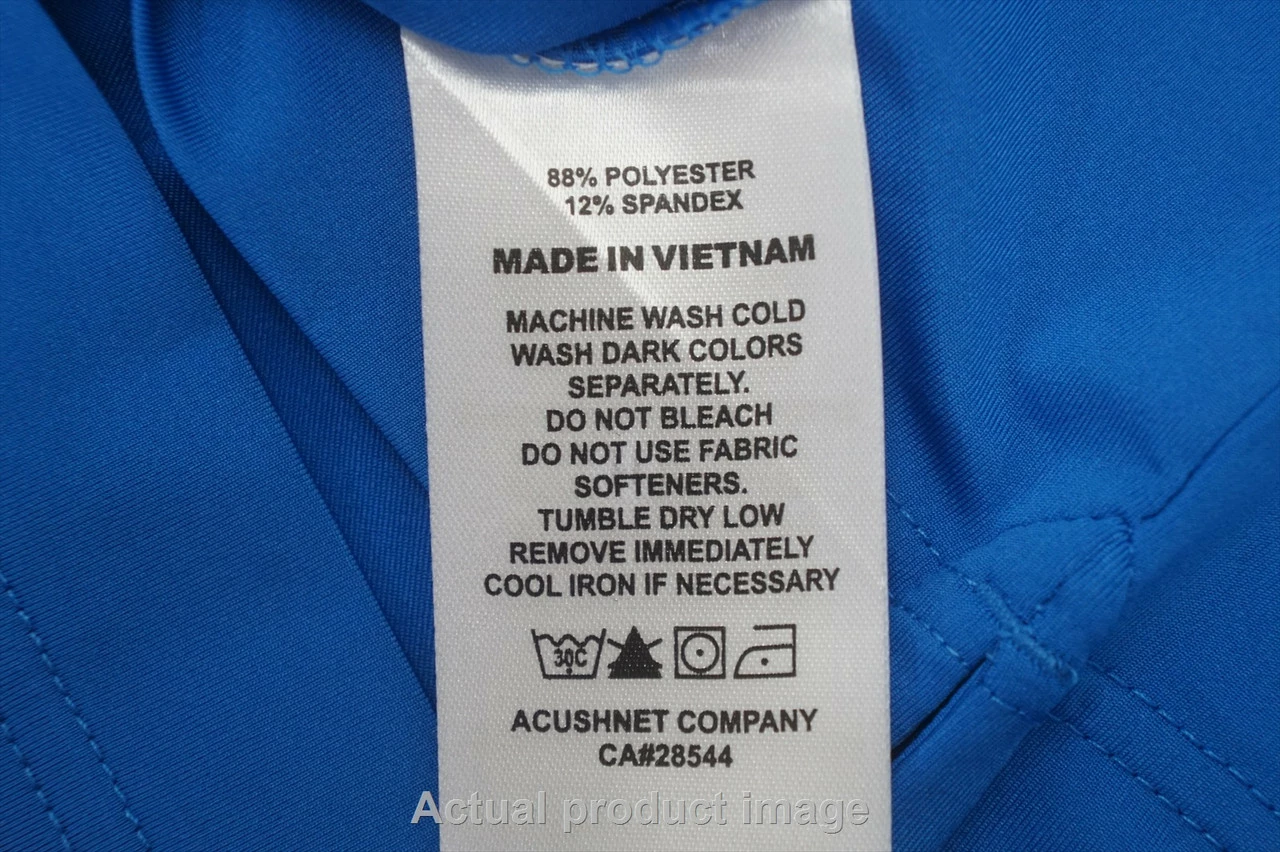 88% POLYESTER
12% SPANDEX
MADE IN VIETNAM
MACHINE WASH COLD
WASH DARK COLORS
SEPARATELY.
DO NOT BLEACH
DO NOT USE FABRIC
SOFTENERS.
TUMBLE DRY LOW
REMOVE IMMEDIATELY
COOL IRON IF NECESSARY
30C
ACUSHNET COMPANY
CA#28544
Actual product image